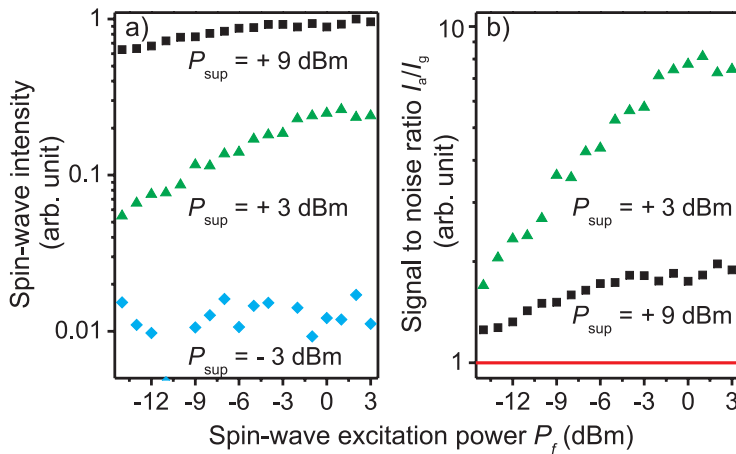 a)
1
0.1
0.01
Spin-wave intensity
(arb. unit)
P_sup = + 9 dBm
P_sup = + 3 dBm
P_sup = - 3 dBm
-12 -9 -6 -3 0 3
b)
10
1
Signal to noise ratio I_a/I_g
(arb. unit)
P_sup = + 3 dBm
P_sup = + 9 dBm
-12 -9 -6 -3 0 3
Spin-wave excitation power P_f (dBm)